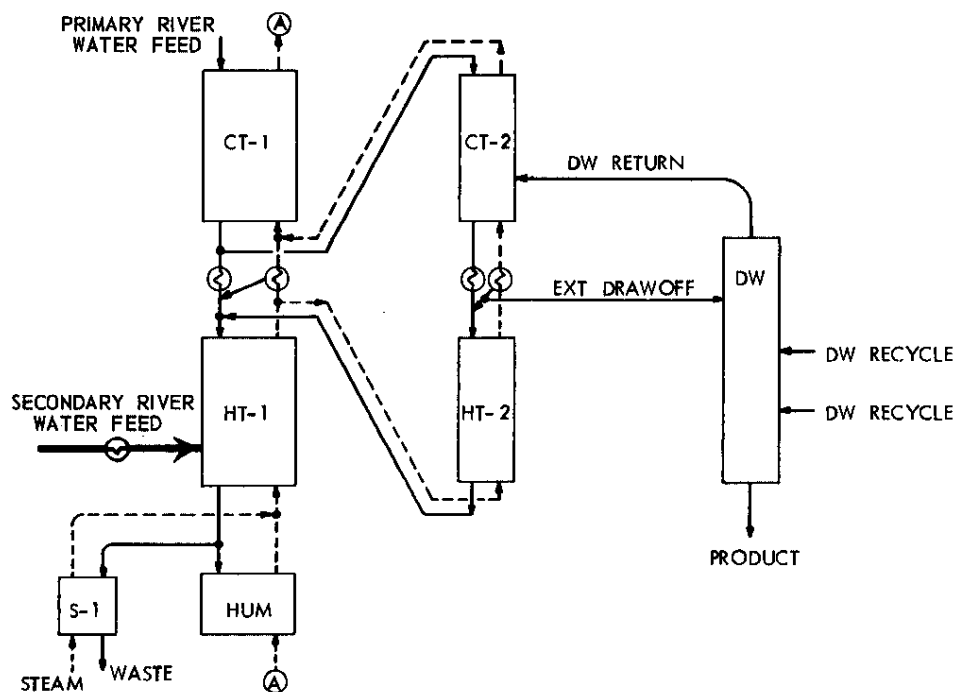 PRIMARY RIVER
WATER FEED
A
CT-1
CT-2
DW RETURN
DW
EXT DRAWOFF
DW RECYCLE
HT-1
HT-2
SECONDARY RIVER
WATER FEED
DW RECYCLE
PRODUCT
S-1
HUM
STEAM
WASTE
A